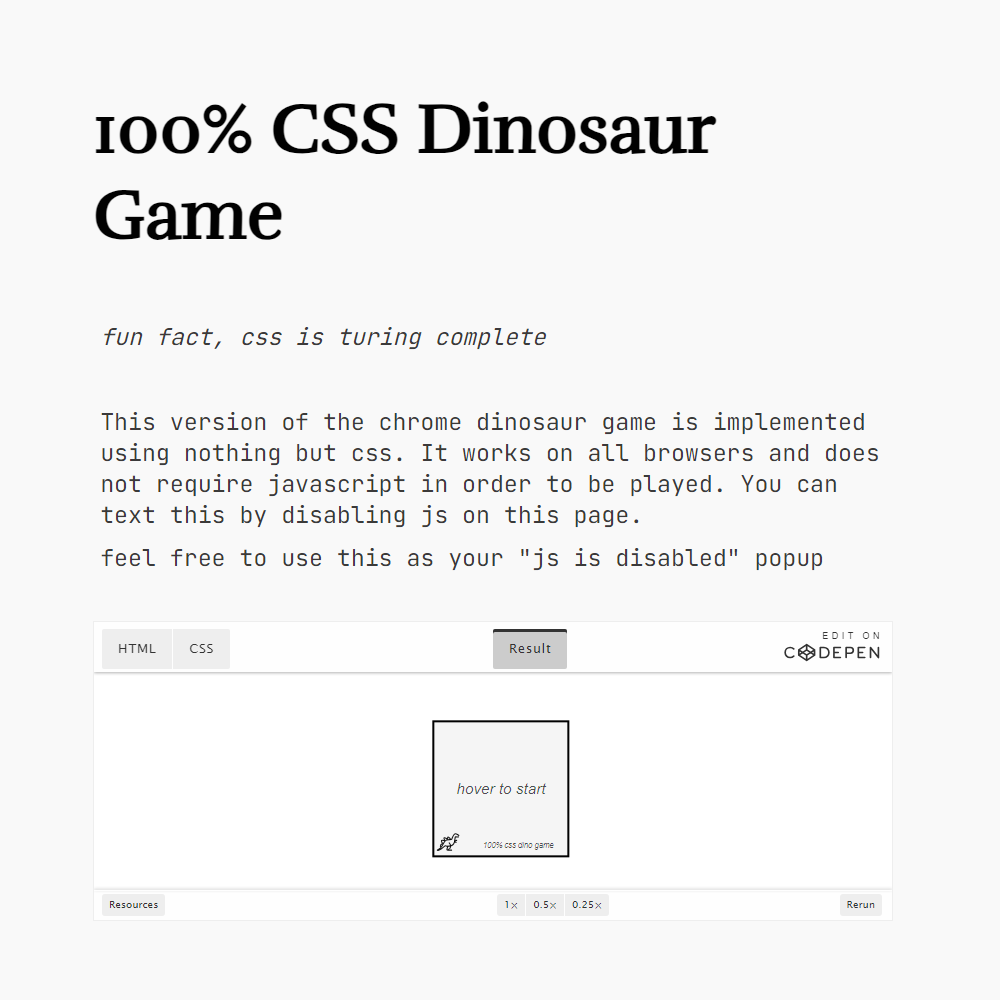 100% CSS Dinosaur
Game
fun fact, css is turing complete
This version of the chrome dinosaur game is implemented
using nothing but css. It works on all browsers and does
not require javascript in order to be played. You can
text this by disabling js on this page.
feel free to use this as your "js is disabled" popup
HTML CSS Result EDIT ON
CODEPEN
hover to start
100% css dino game
Resources 1x 0.5x 0.25x Rerun